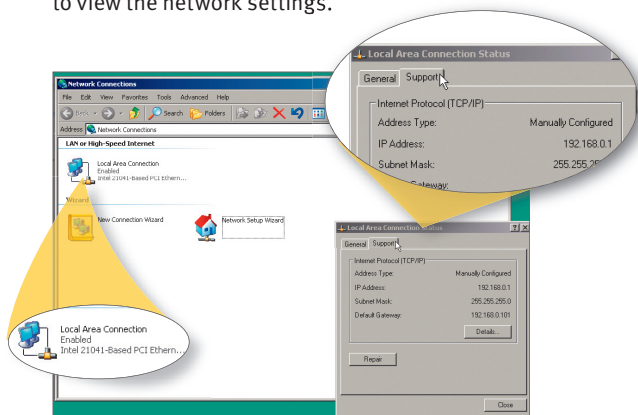 to view the network settings.
Network Connections
File Edit View Favorites Tools Advanced Help
Back Search Folders
Address Network Connections
LAN or High-Speed Internet
Local Area Connection
Enabled
Intel 21041-Based PCI Ethern...
Wizard
New Connection Wizard
Network Setup Wizard
Local Area Connection
Enabled
Intel 21041-Based PCI Ethern...
Local Area Connection Status
General Support
Internet Protocol (TCP/IP)
Address Type: Manually Configured
IP Address: 192.168.0.1
Subnet Mask: 255.255.25
Gateway:
Local Area Connection Status
General Support
Internet Protocol (TCP/IP)
Address Type: Manually Configured
IP Address: 192.168.0.1
Subnet Mask: 255.255.255.0
Default Gateway: 192.168.0.101
Details...
Repair
Close